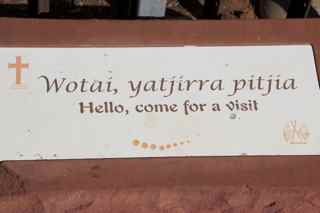 Wotai, yatjirra pitjia
Hello, come for a visit